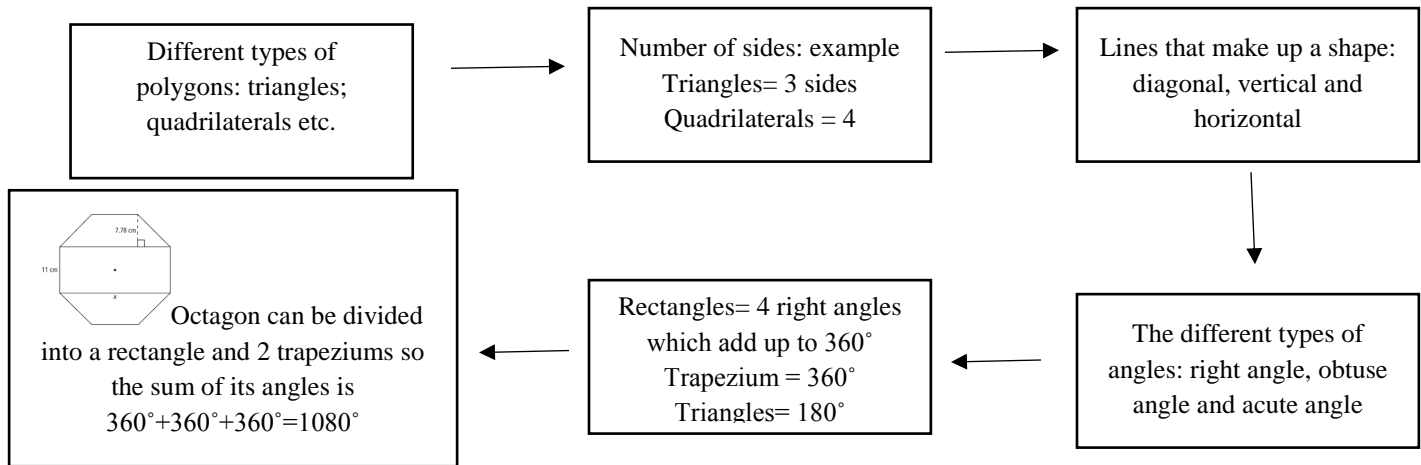 Different types of
polygons: triangles;
quadrilaterals etc.
Number of sides: example
Triangles= 3 sides
Quadrilaterals = 4
Lines that make up a shape:
diagonal, vertical and
horizontal
The different types of
angles: right angle, obtuse
angle and acute angle
Rectangles= 4 right angles
which add up to 360˚
Trapezium = 360˚
Triangles= 180˚
7.78 cm
11 cm
x
Octagon can be divided
into a rectangle and 2 trapeziums so
the sum of its angles is
360˚+360˚+360˚=1080˚